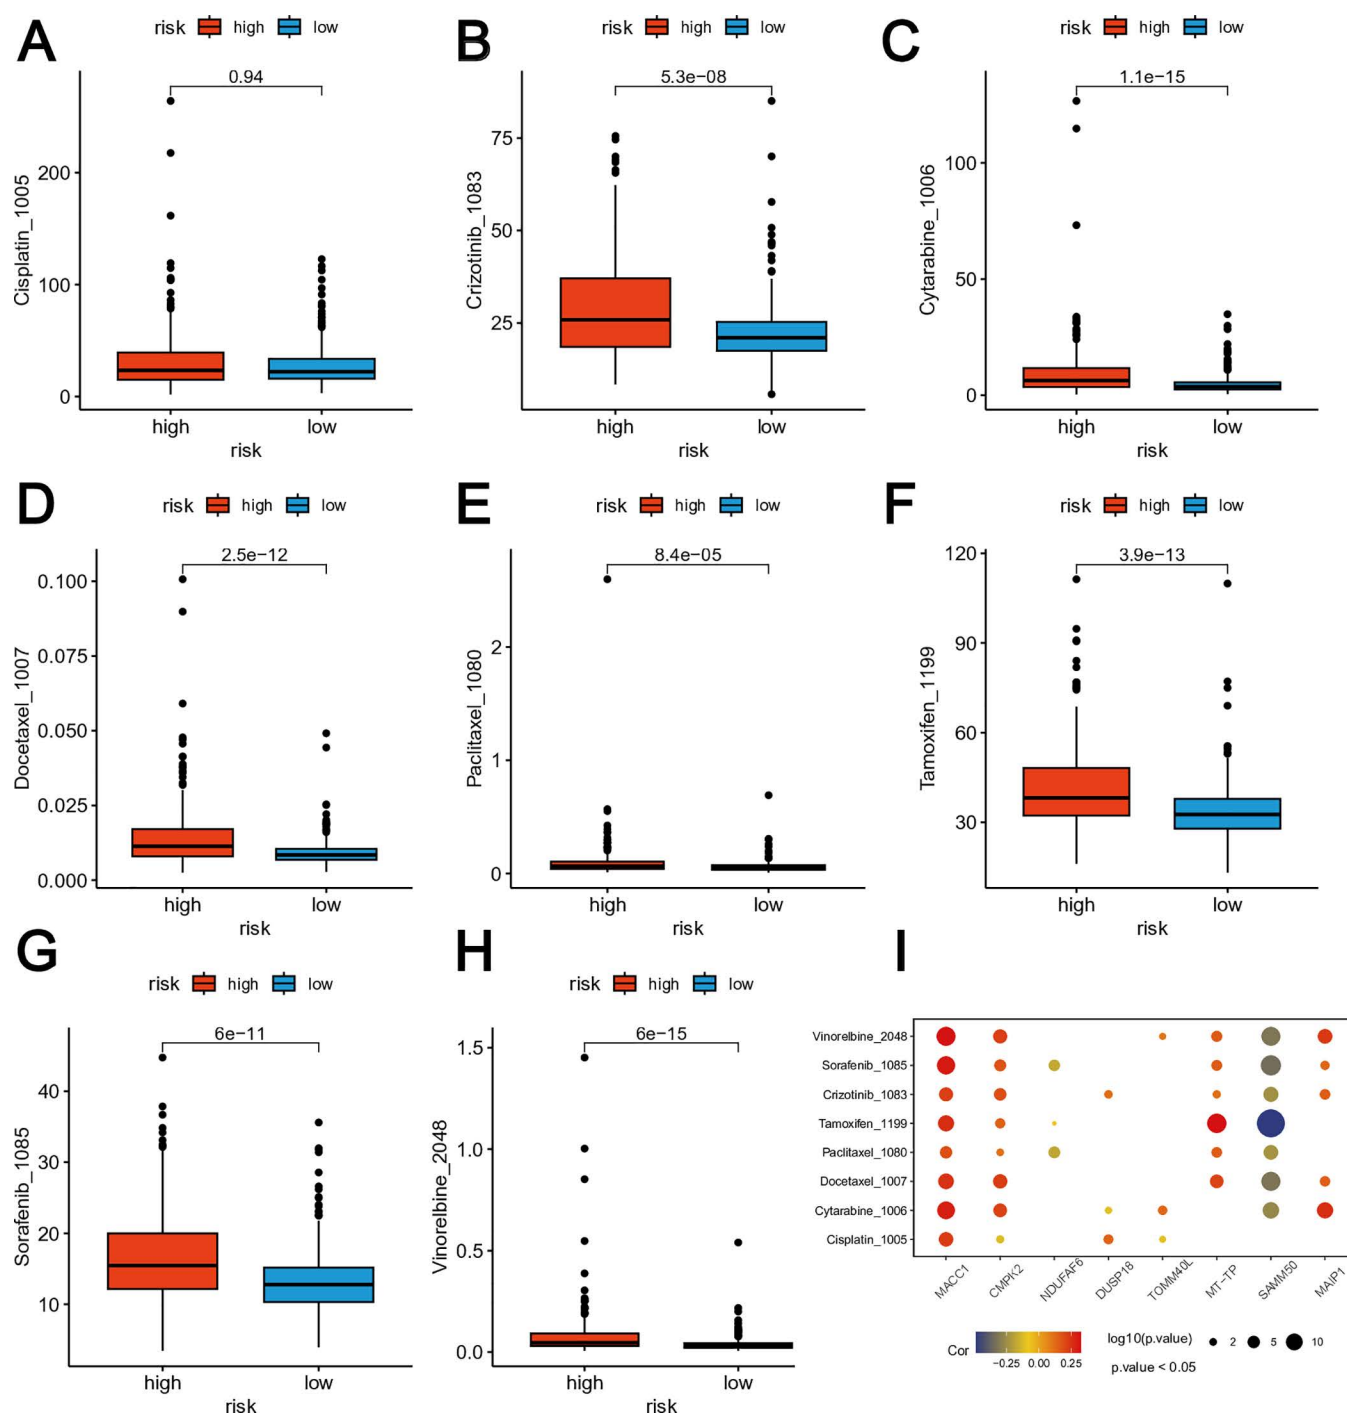 A
risk high low
0.94
Cisplatin_1005
200
100
0
high low
risk
B
risk high low
5.3e−08
Crizotinib_1083
75
50
25
high low
risk
C
risk high low
1.1e−15
Cytarabine_1006
100
50
0
high low
risk
D
risk high low
2.5e−12
Docetaxel_1007
0.100
0.075
0.050
0.025
0.000
high low
risk
E
risk high low
8.4e−05
Paclitaxel_1080
2
1
0
high low
risk
F
risk high low
3.9e−13
Tamoxifen_1199
120
90
60
30
high low
risk
G
risk high low
6e−11
Sorafenib_1085
40
30
20
10
high low
risk
H
risk high low
6e−15
Vinorelbine_2048
1.5
1.0
0.5
0.0
high low
risk
I
Vinorelbine_2048
Sorafenib_1085
Crizotinib_1083
Tamoxifen_1199
Paclitaxel_1080
Docetaxel_1007
Cytarabine_1006
Cisplatin_1005
MACC1 CMPK2 NDUFAF6 DUSP18 TOMM40L MT−TP SAMM50 MAIP1
Cor
−0.25 0.00 0.25
log10(p.value) 2 5 10
p.value < 0.05